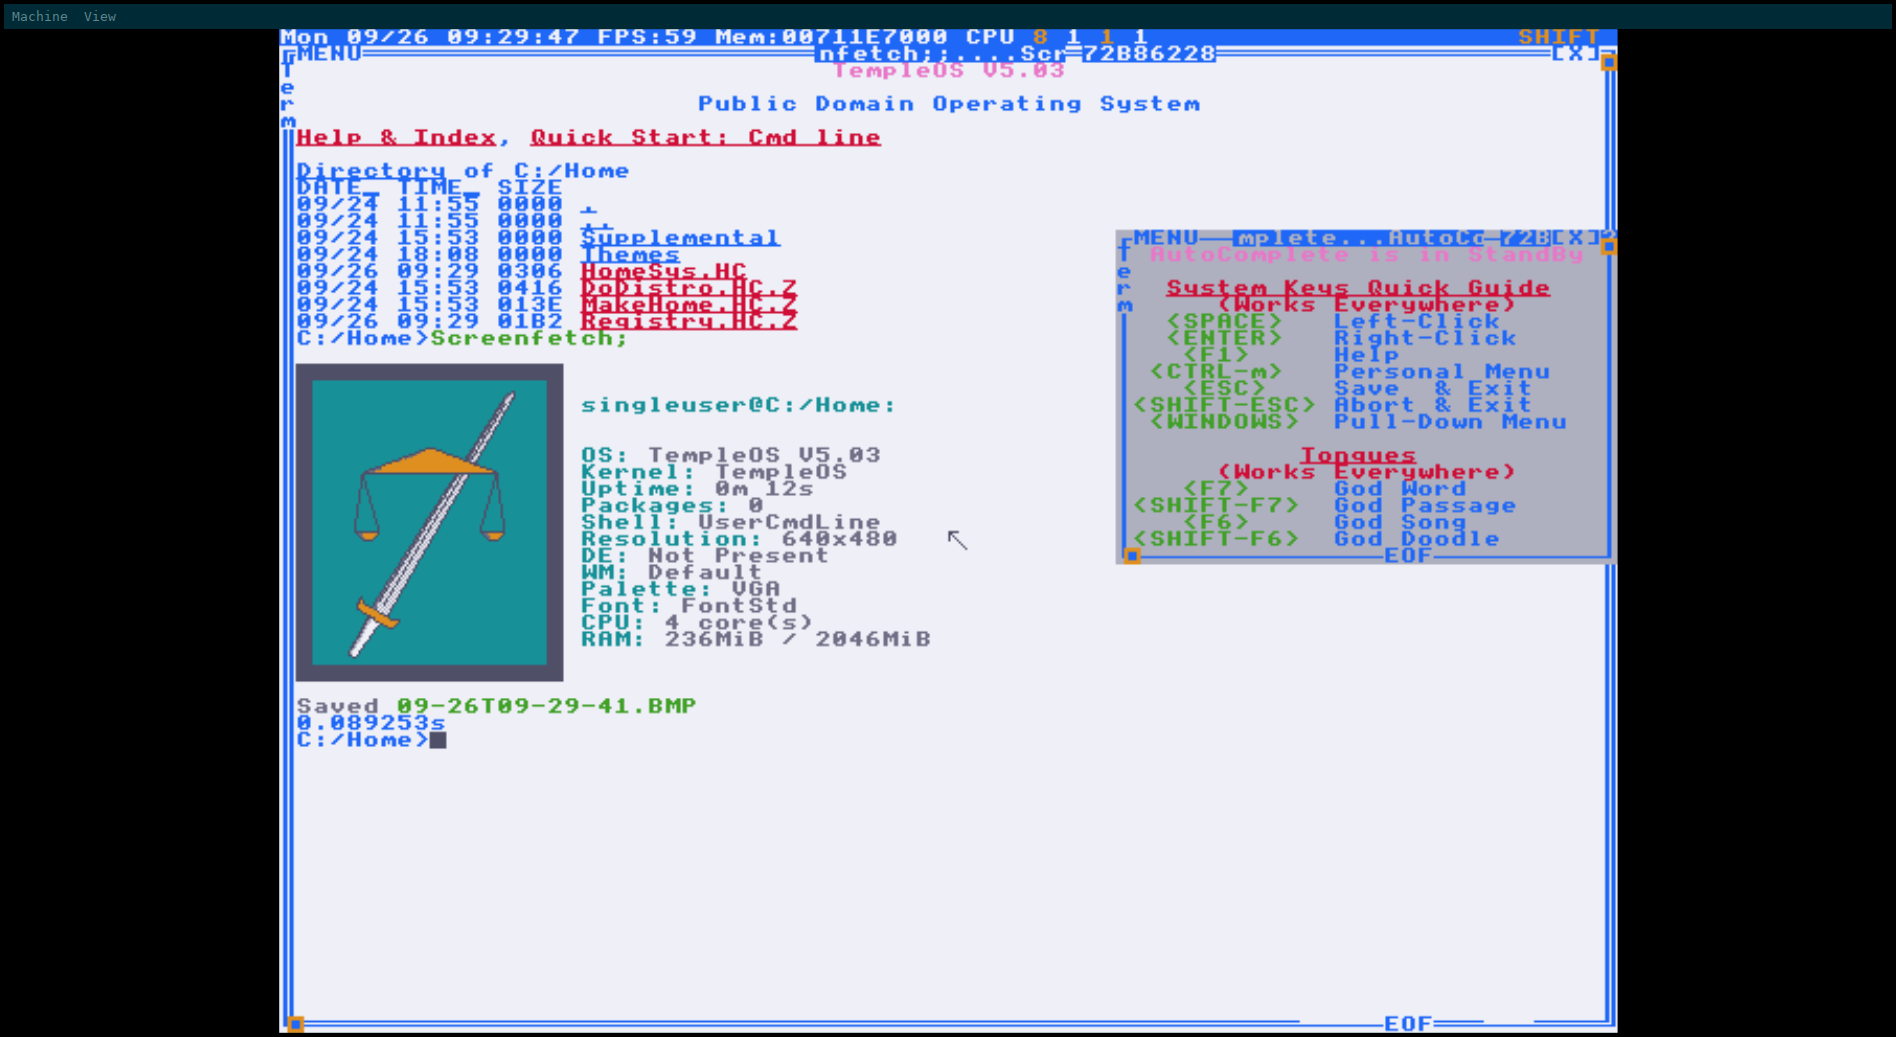 Machine View
Mon 09/26 09:29:47 FPS:59 Mem:00711E7000 CPU 8 1 1 1 SHIFT
MENU nfetch;;....Scr 72B86228 [X]
Term
TempleOS V5.03
Public Domain Operating System
Help & Index, Quick Start: Cmd line
Directory of C:/Home
DATE_ TIME_ SIZE
09/24 11:55 0000 .
09/24 11:55 0000 ..
09/24 15:53 0000 Supplemental
09/24 18:08 0000 Themes
09/26 09:29 0306 HomeSys.HC
09/24 15:53 0416 DoDistro.HC.Z
09/24 15:53 013E MakeHome.HC.Z
09/26 09:29 01B2 Registry.HC.Z
C:/Home>Screenfetch;
singleuser@C:/Home:
OS: TempleOS V5.03
Kernel: TempleOS
Uptime: 0m 12s
Packages: 0
Shell: UserCmdLine
Resolution: 640x480
DE: Not Present
WM: Default
Palette: VGA
Font: FontStd
CPU: 4 core(s)
RAM: 236MiB / 2046MiB
Saved 09-26T09-29-41.BMP
0.089253s
C:/Home>
EOF
MENU mplete...AutoCo 72B[X]
Term
AutoComplete is in StandBy
System Keys Quick Guide
(Works Everywhere)
<SPACE> Left-Click
<ENTER> Right-Click
<F1> Help
<CTRL-m> Personal Menu
<ESC> Save & Exit
<SHIFT-ESC> Abort & Exit
<WINDOWS> Pull-Down Menu
Tongues
(Works Everywhere)
<F7> God Word
<SHIFT-F7> God Passage
<F6> God Song
<SHIFT-F6> God Doodle
EOF